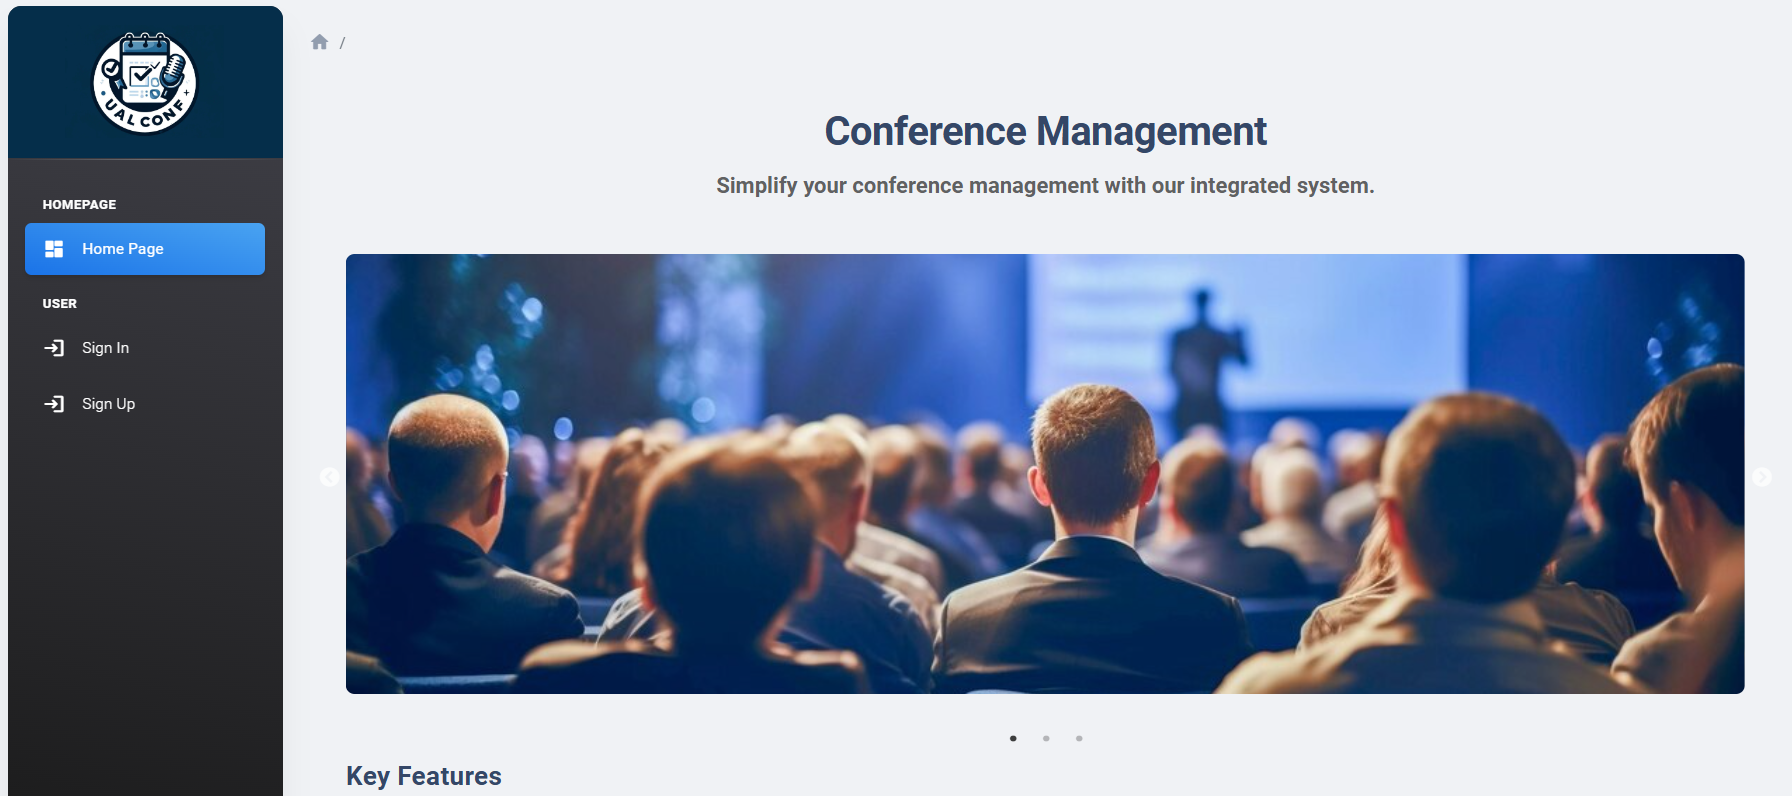 UAL CONF
HOMEPAGE
Home Page
USER
Sign In
Sign Up
/
Conference Management
Simplify your conference management with our integrated system.
Key Features